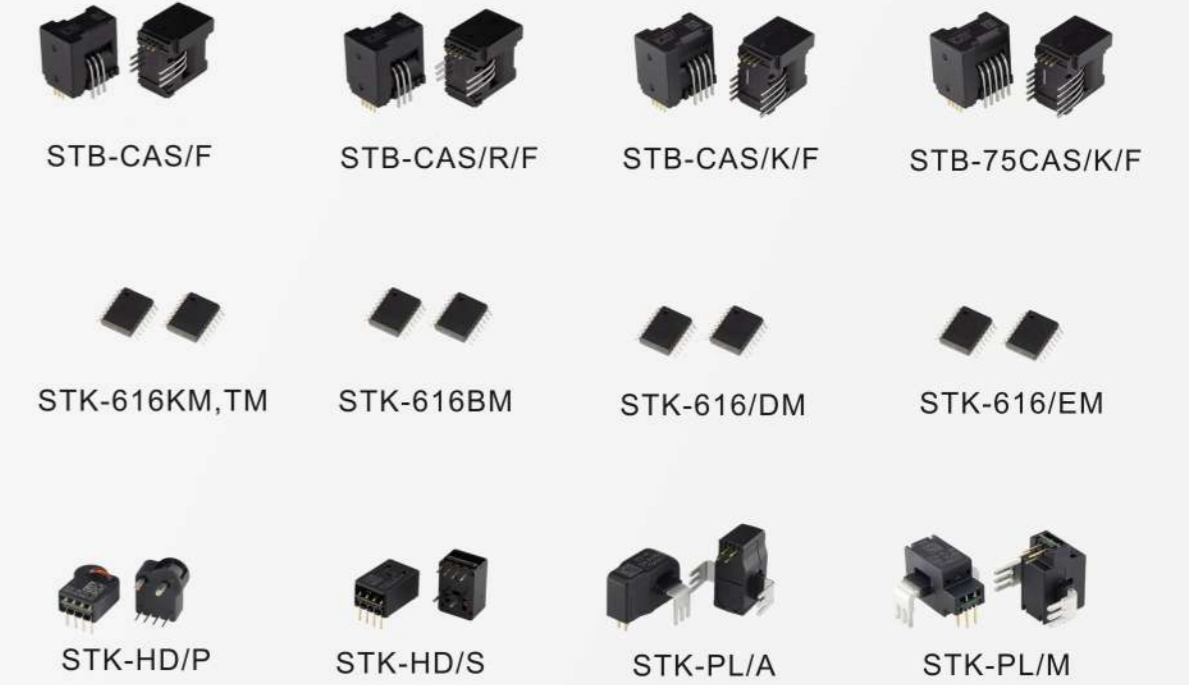 STB-CAS/F
STB-CAS/R/F
STB-CAS/K/F
STB-75CAS/K/F
STK-616KM,TM
STK-616BM
STK-616/DM
STK-616/EM
STK-HD/P
STK-HD/S
STK-PL/A
STK-PL/M